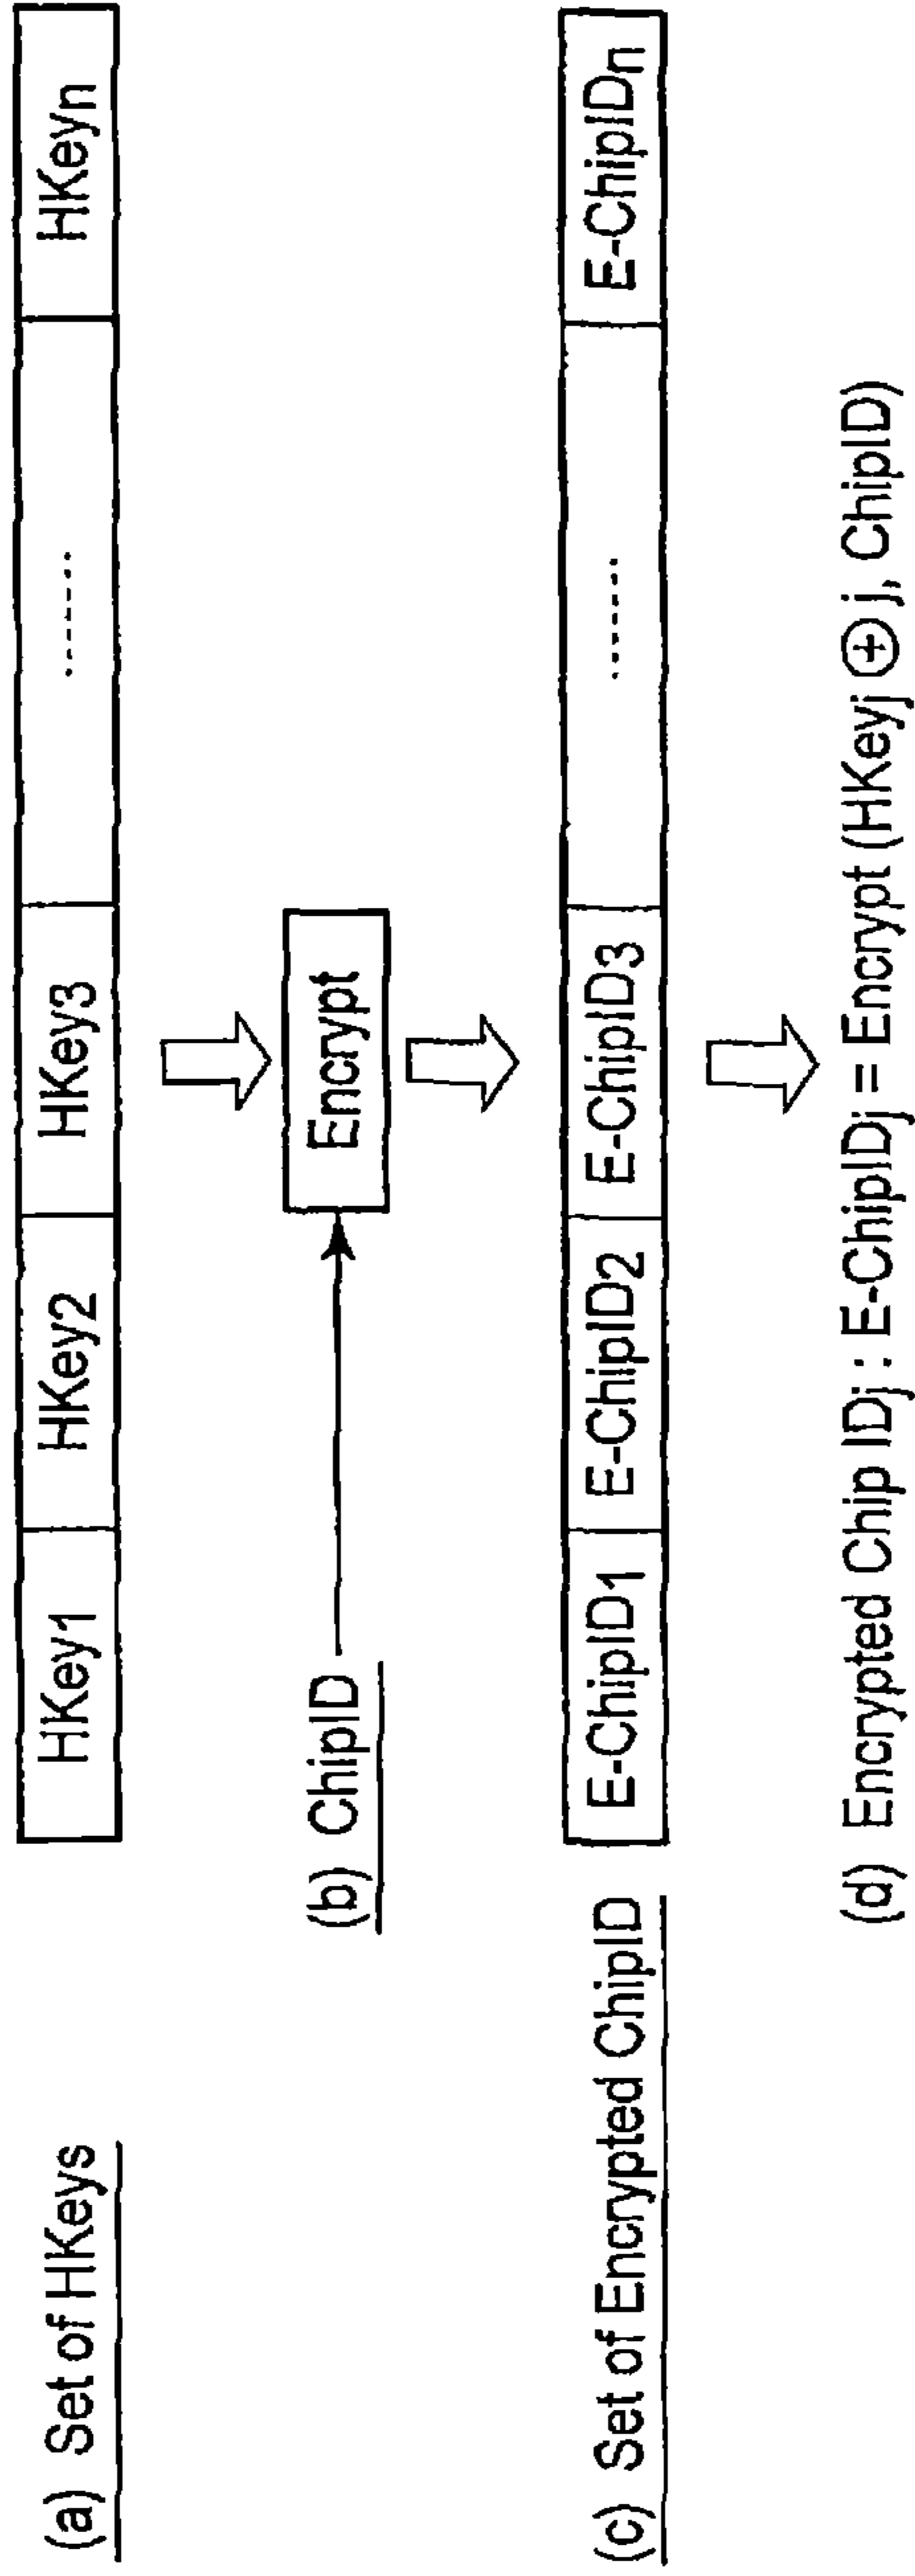 (a) Set of HKeys HKey1 HKey2 HKey3 ------ HKeyn
(b) ChipID Encrypt
(c) Set of Encrypted ChipID E-ChipID1 E-ChipID2 E-ChipID3 ------ E-ChipIDn
(d) Encrypted Chip IDj : E-ChipIDj = Encrypt (HKeyj ⊕ j, ChipID)